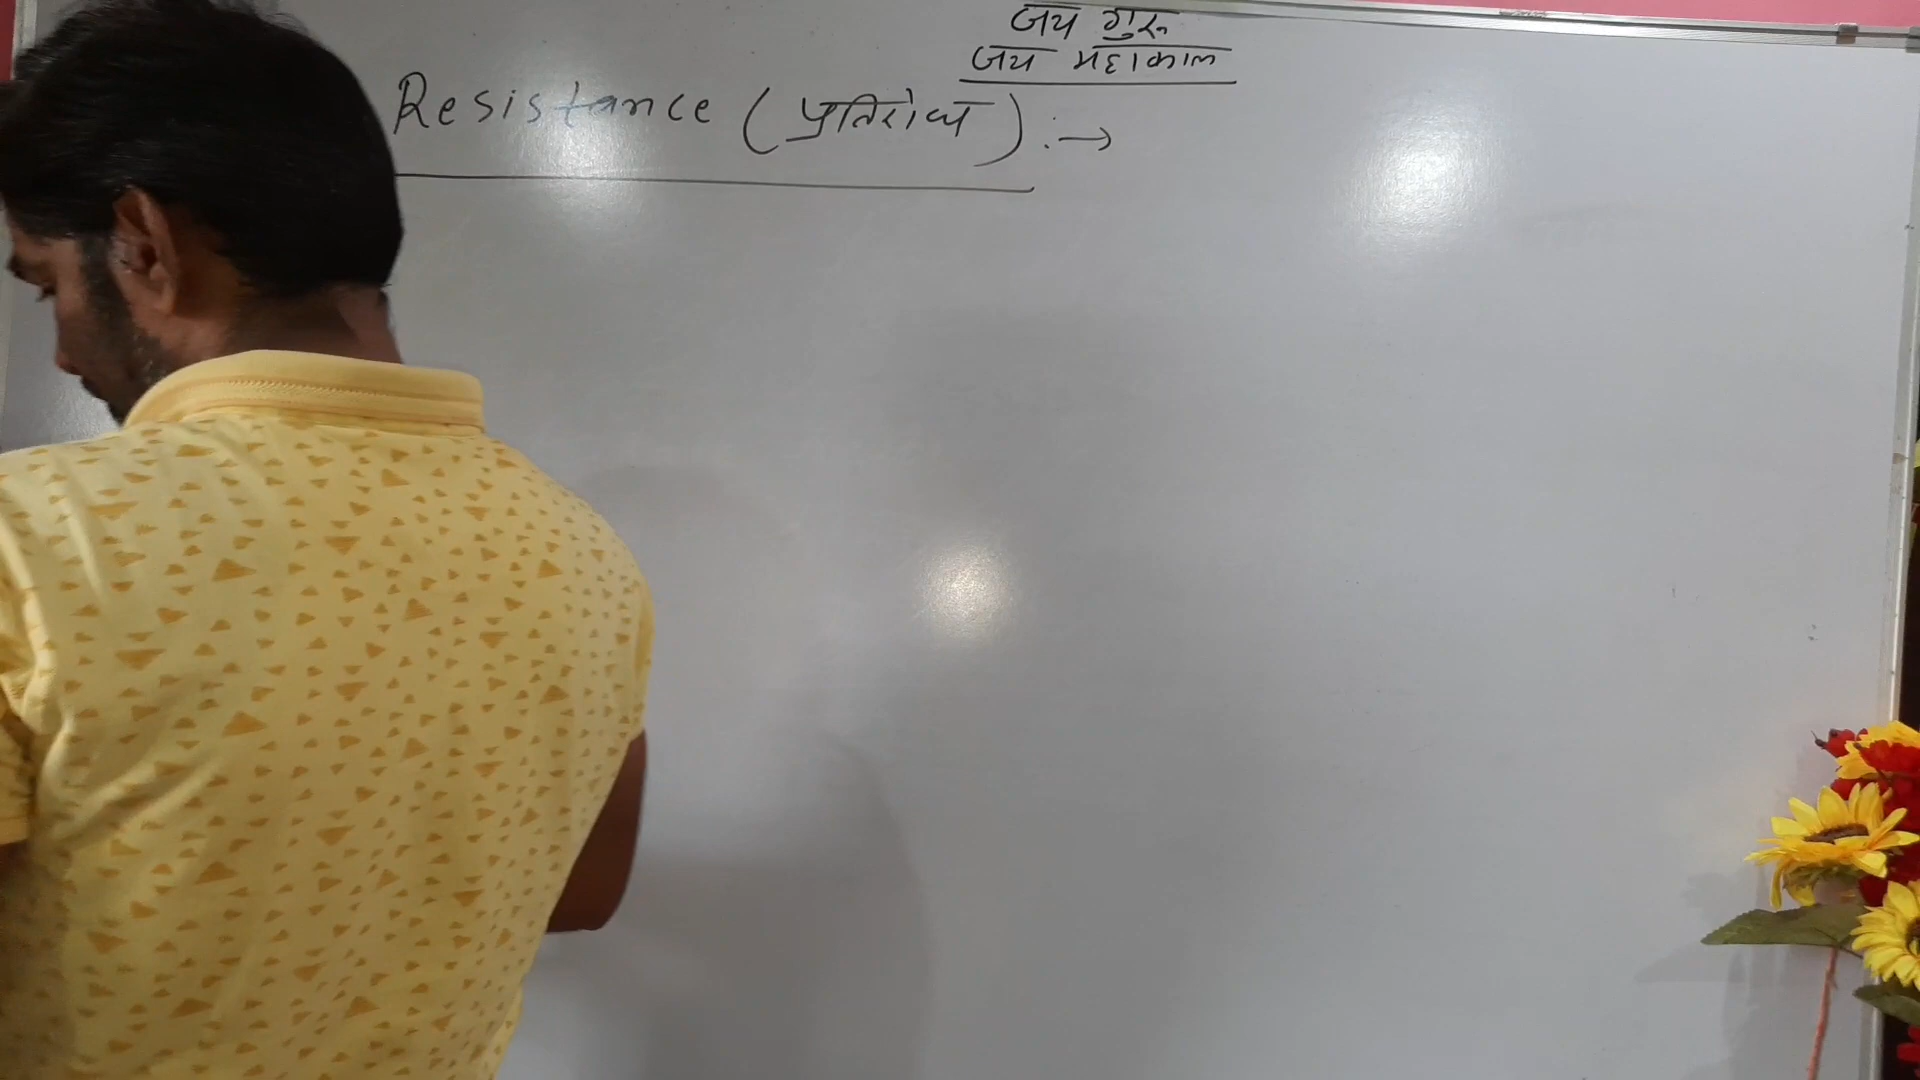 जय गुरु
जय महाकाल
Resistance (प्रतिरोध) :→